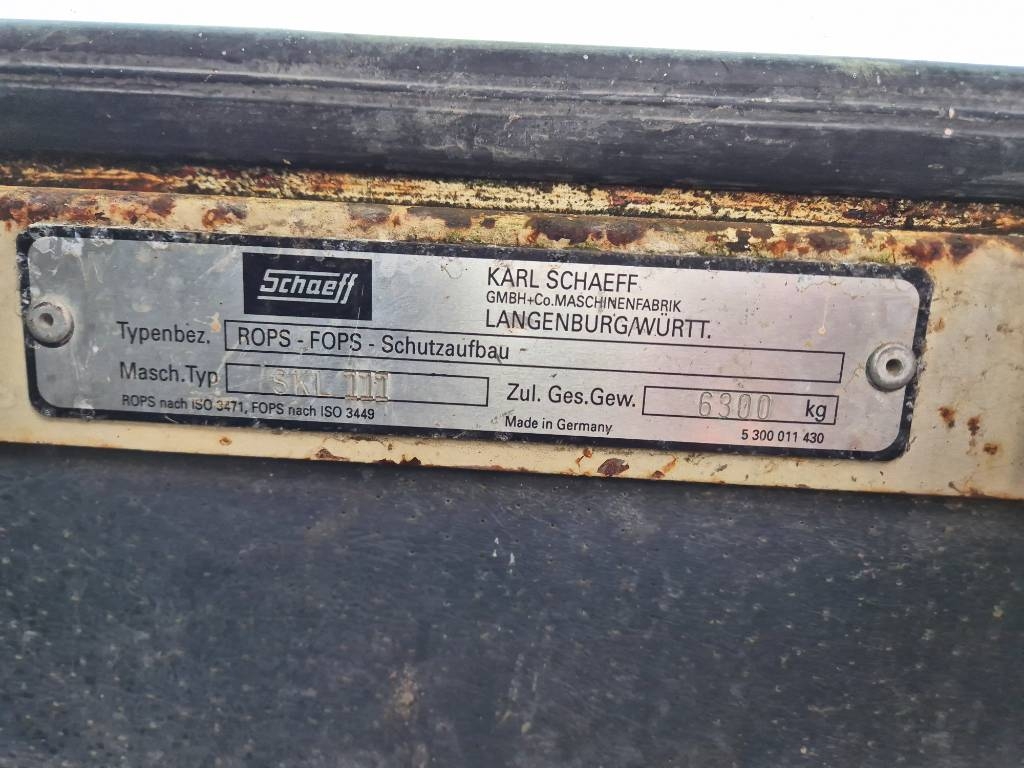 Schaeff
KARL SCHAEFF
GMBH+Co.MASCHINENFABRIK
LANGENBURG/WÜRTT.
Typenbez. ROPS - FOPS - Schutzaufbau
Masch.Typ SKL 111 Zul. Ges.Gew. 6300 kg
ROPS nach ISO 3471, FOPS nach ISO 3449
Made in Germany 5 300 011 430